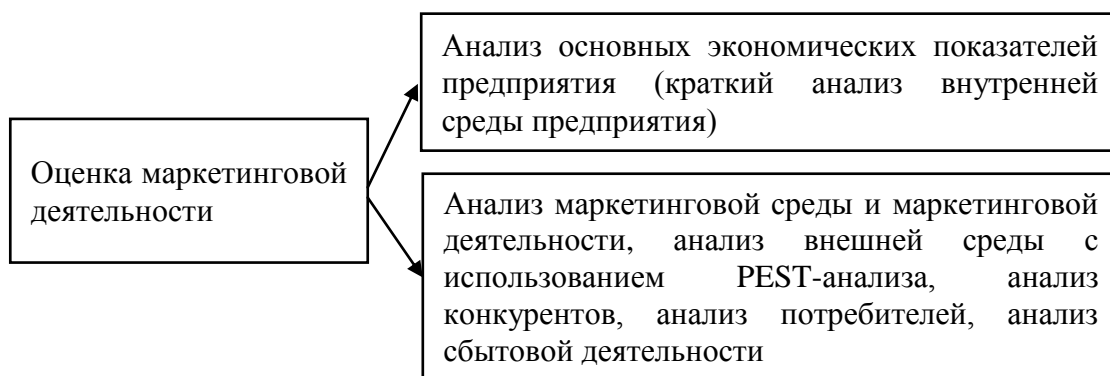 Анализ основных экономических показателей
предприятия (краткий анализ внутренней
среды предприятия)
Оценка маркетинговой
деятельности
Анализ маркетинговой среды и маркетинговой
деятельности, анализ внешней среды с
использованием PEST-анализа, анализ
конкурентов, анализ потребителей, анализ
сбытовой деятельности